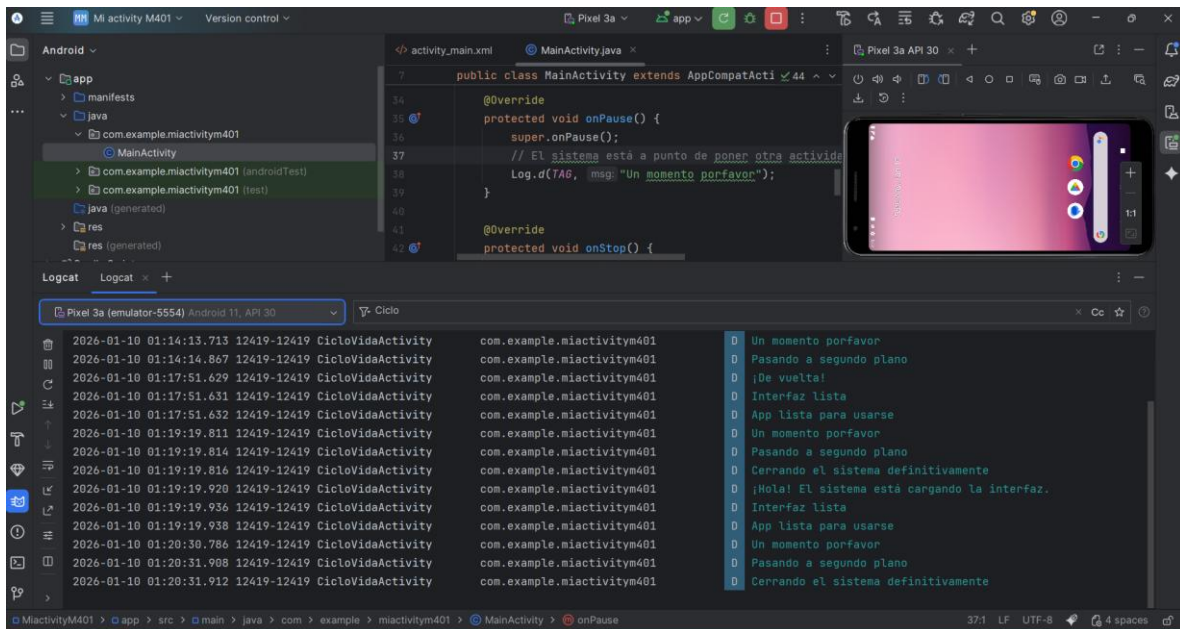 MM Mi activity M401 Version control Pixel 3a app
Android
activity_main.xml MainActivity.java
Pixel 3a API 30
app
manifests
java
com.example.miactivitym401
MainActivity
com.example.miactivitym401 (androidTest)
com.example.miactivitym401 (test)
java (generated)
res
res (generated)
7 public class MainActivity extends AppCompatActi 44
34 @Override
35 protected void onPause() {
36 super.onPause();
37 // El sistema está a punto de poner otra activida
38 Log.d(TAG, msg: "Un momento porfavor");
39 }
40
41 @Override
42 protected void onStop() {
1:1
Logcat Logcat
Pixel 3a (emulator-5554) Android 11, API 30 Ciclo Cc
2026-01-10 01:14:13.713 12419-12419 CicloVidaActivity com.example.miactivitym401 D Un momento porfavor
2026-01-10 01:14:14.867 12419-12419 CicloVidaActivity com.example.miactivitym401 D Pasando a segundo plano
2026-01-10 01:17:51.629 12419-12419 CicloVidaActivity com.example.miactivitym401 D ¡De vuelta!
2026-01-10 01:17:51.631 12419-12419 CicloVidaActivity com.example.miactivitym401 D Interfaz lista
2026-01-10 01:17:51.632 12419-12419 CicloVidaActivity com.example.miactivitym401 D App lista para usarse
2026-01-10 01:19:19.811 12419-12419 CicloVidaActivity com.example.miactivitym401 D Un momento porfavor
2026-01-10 01:19:19.814 12419-12419 CicloVidaActivity com.example.miactivitym401 D Pasando a segundo plano
2026-01-10 01:19:19.816 12419-12419 CicloVidaActivity com.example.miactivitym401 D Cerrando el sistema definitivamente
2026-01-10 01:19:19.920 12419-12419 CicloVidaActivity com.example.miactivitym401 D ¡Hola! El sistema está cargando la interfaz.
2026-01-10 01:19:19.936 12419-12419 CicloVidaActivity com.example.miactivitym401 D Interfaz lista
2026-01-10 01:19:19.938 12419-12419 CicloVidaActivity com.example.miactivitym401 D App lista para usarse
2026-01-10 01:20:30.786 12419-12419 CicloVidaActivity com.example.miactivitym401 D Un momento porfavor
2026-01-10 01:20:31.908 12419-12419 CicloVidaActivity com.example.miactivitym401 D Pasando a segundo plano
2026-01-10 01:20:31.912 12419-12419 CicloVidaActivity com.example.miactivitym401 D Cerrando el sistema definitivamente
MiactivityM401 > app > src > main > java > com > example > miactivitym401 > MainActivity > onPause 37:1 LF UTF-8 4 spaces